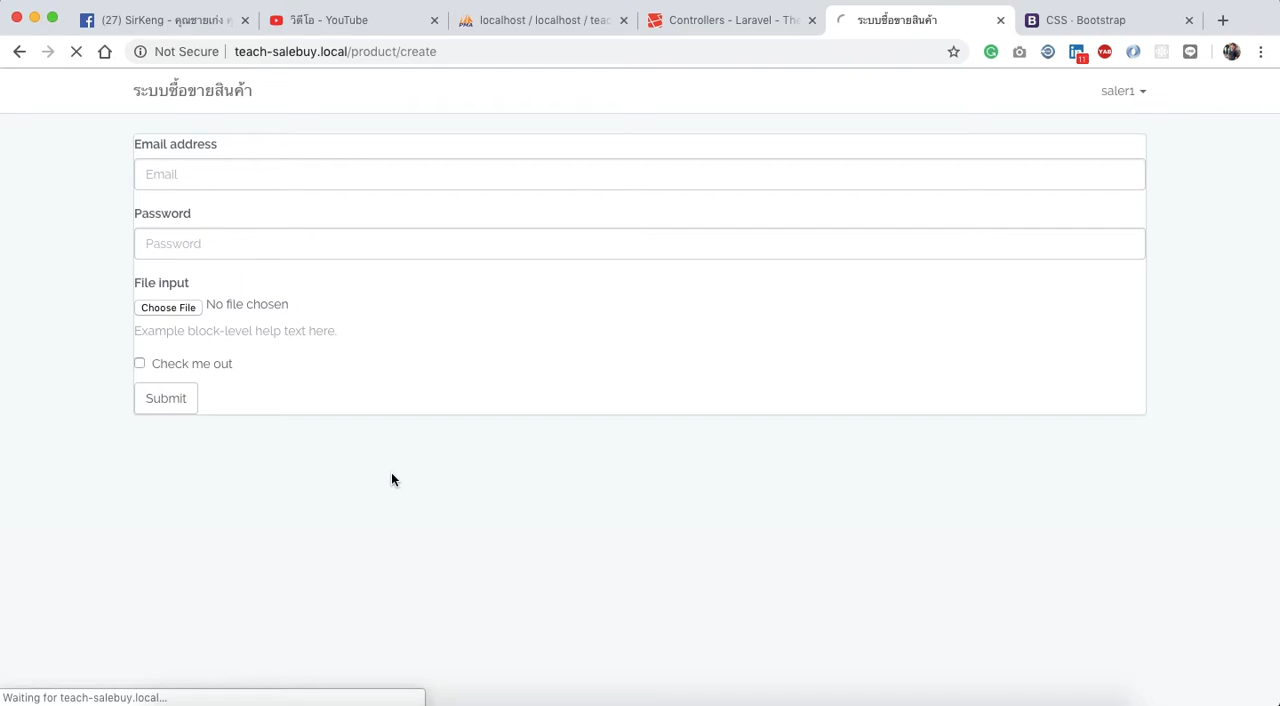 (27) SirKeng - คุณชายเก่ง
วิดีโอ - YouTube
localhost / localhost / teac
Controllers - Laravel - The
ระบบซื้อขายสินค้า
CSS · Bootstrap
Not Secure
teach-salebuy.local/product/create
11
YAB
ระบบซื้อขายสินค้า
saler1
Email address
Email
Password
Password
File input
Choose File No file chosen
Example block-level help text here.
Check me out
Submit
Waiting for teach-salebuy.local...